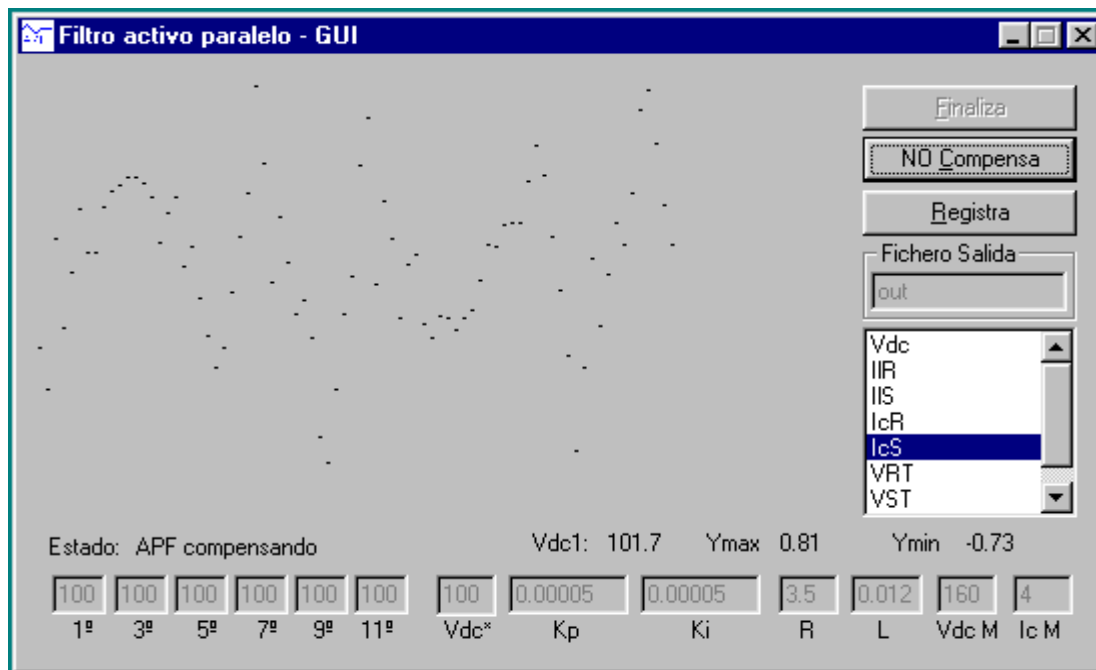 Filtro activo paralelo - GUI
Finaliza
NO Compensa
Registra
Fichero Salida
out
Vdc
IIR
IIS
IcR
IcS
VRT
VST
Estado: APF compensando Vdc1: 101.7 Ymax 0.81 Ymin -0.73
100 100 100 100 100 100 100 0.00005 0.00005 3.5 0.012 160 4
1º 3º 5º 7º 9º 11º Vdc* Kp Ki R L Vdc M Ic M